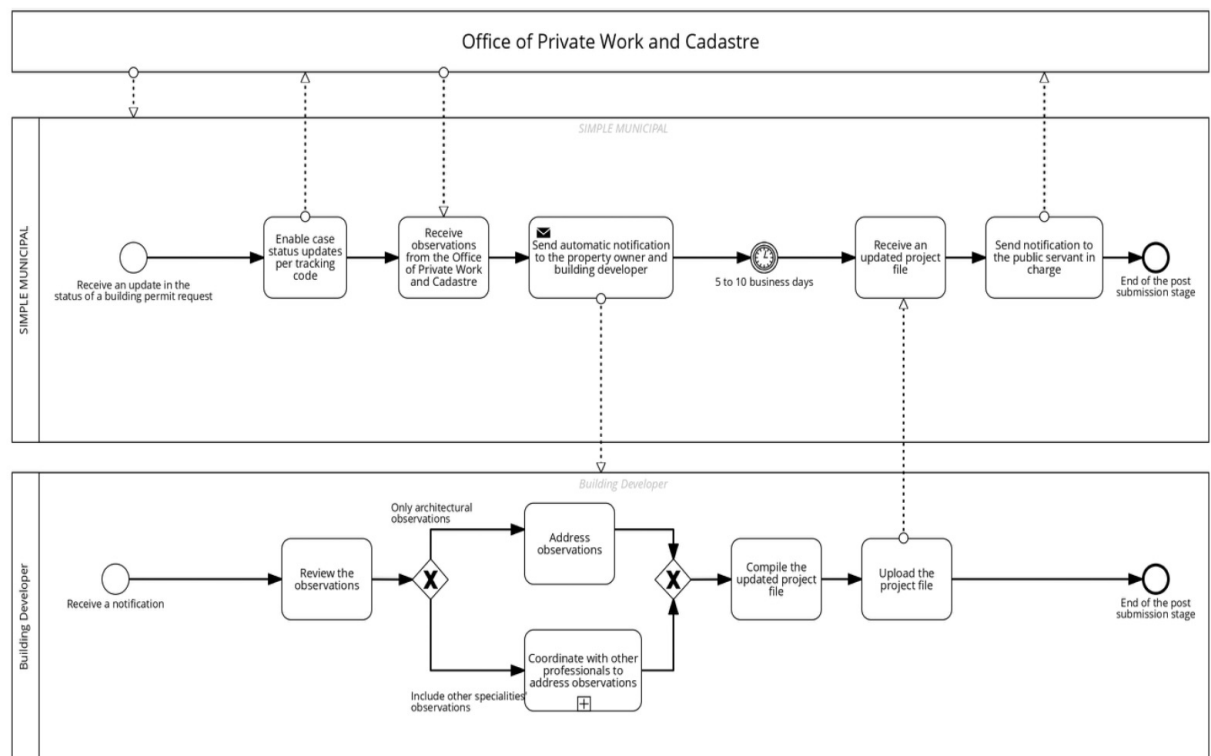 Office of Private Work and Cadastre
SIMPLE MUNICIPAL
SIMPLE MUNICIPAL
Receive an update in the
status of a building permit request
Enable case
status updates
per tracking
code
Receive
observations
from the Office
of Private Work
and Cadastre
Send automatic notification
to the property owner and
building developer
5 to 10 business days
Receive an
updated project
file
Send notification to
the public servant in
charge
End of the post
submission stage
Building Developer
Building Developer
Receive a notification
Review the
observations
Only architectural
observations
Address
observations
Include other specialities'
observations
Coordinate with other
professionals to
address observations
Compile the
updated project
file
Upload the
project file
End of the post
submission stage